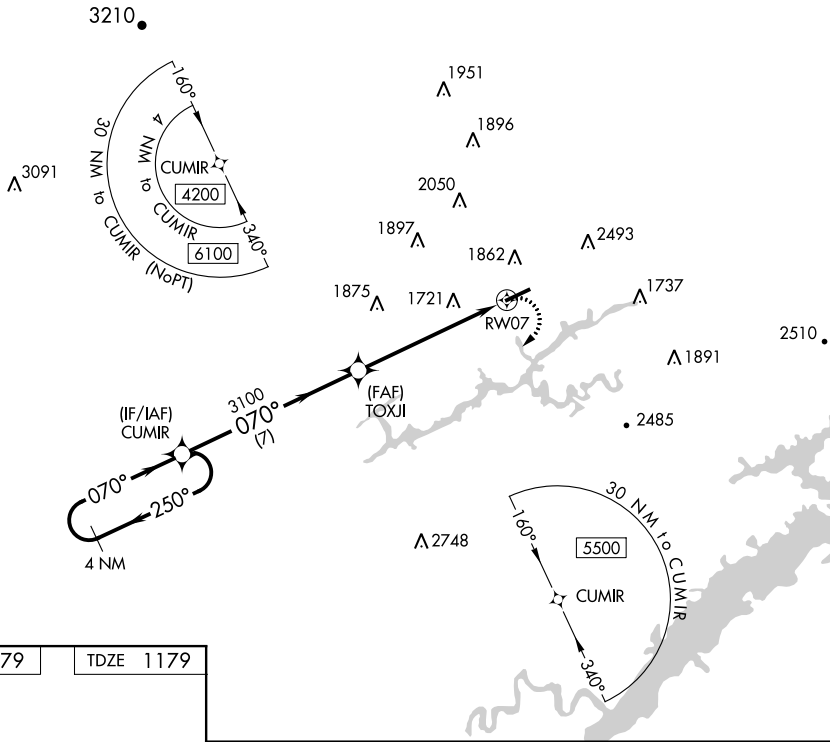 3210
1951
160°
1896
3091
4 NM to CUMIR
30 NM to CUMIR (NoPT)
CUMIR
4200
2050
340°
6100
1897
2493
1862
1875
1721
1737
RW07
2510
1891
(FAF)
TOXJI
3100
070°
(7)
(IF/IAF)
CUMIR
2485
070°
250°
30 NM to CUMIR
160°
5500
2748
4 NM
CUMIR
340°
79
TDZE 1179